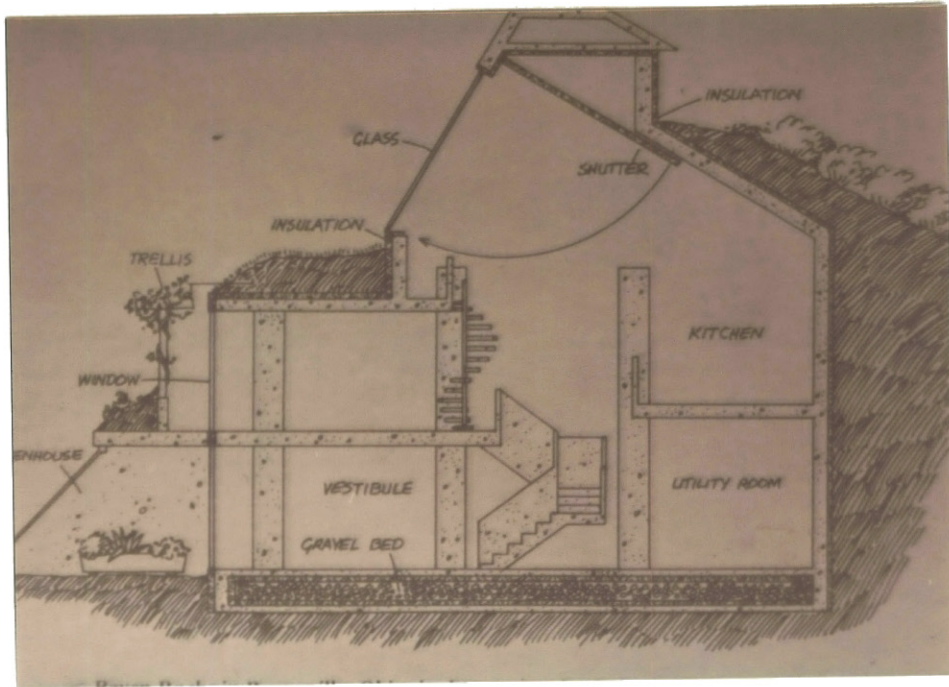 INSULATION
GLASS
SHUTTER
INSULATION
TRELLIS
KITCHEN
WINDOW
ENHOUSE
VESTIBULE
UTILITY ROOM
GRAVEL BED